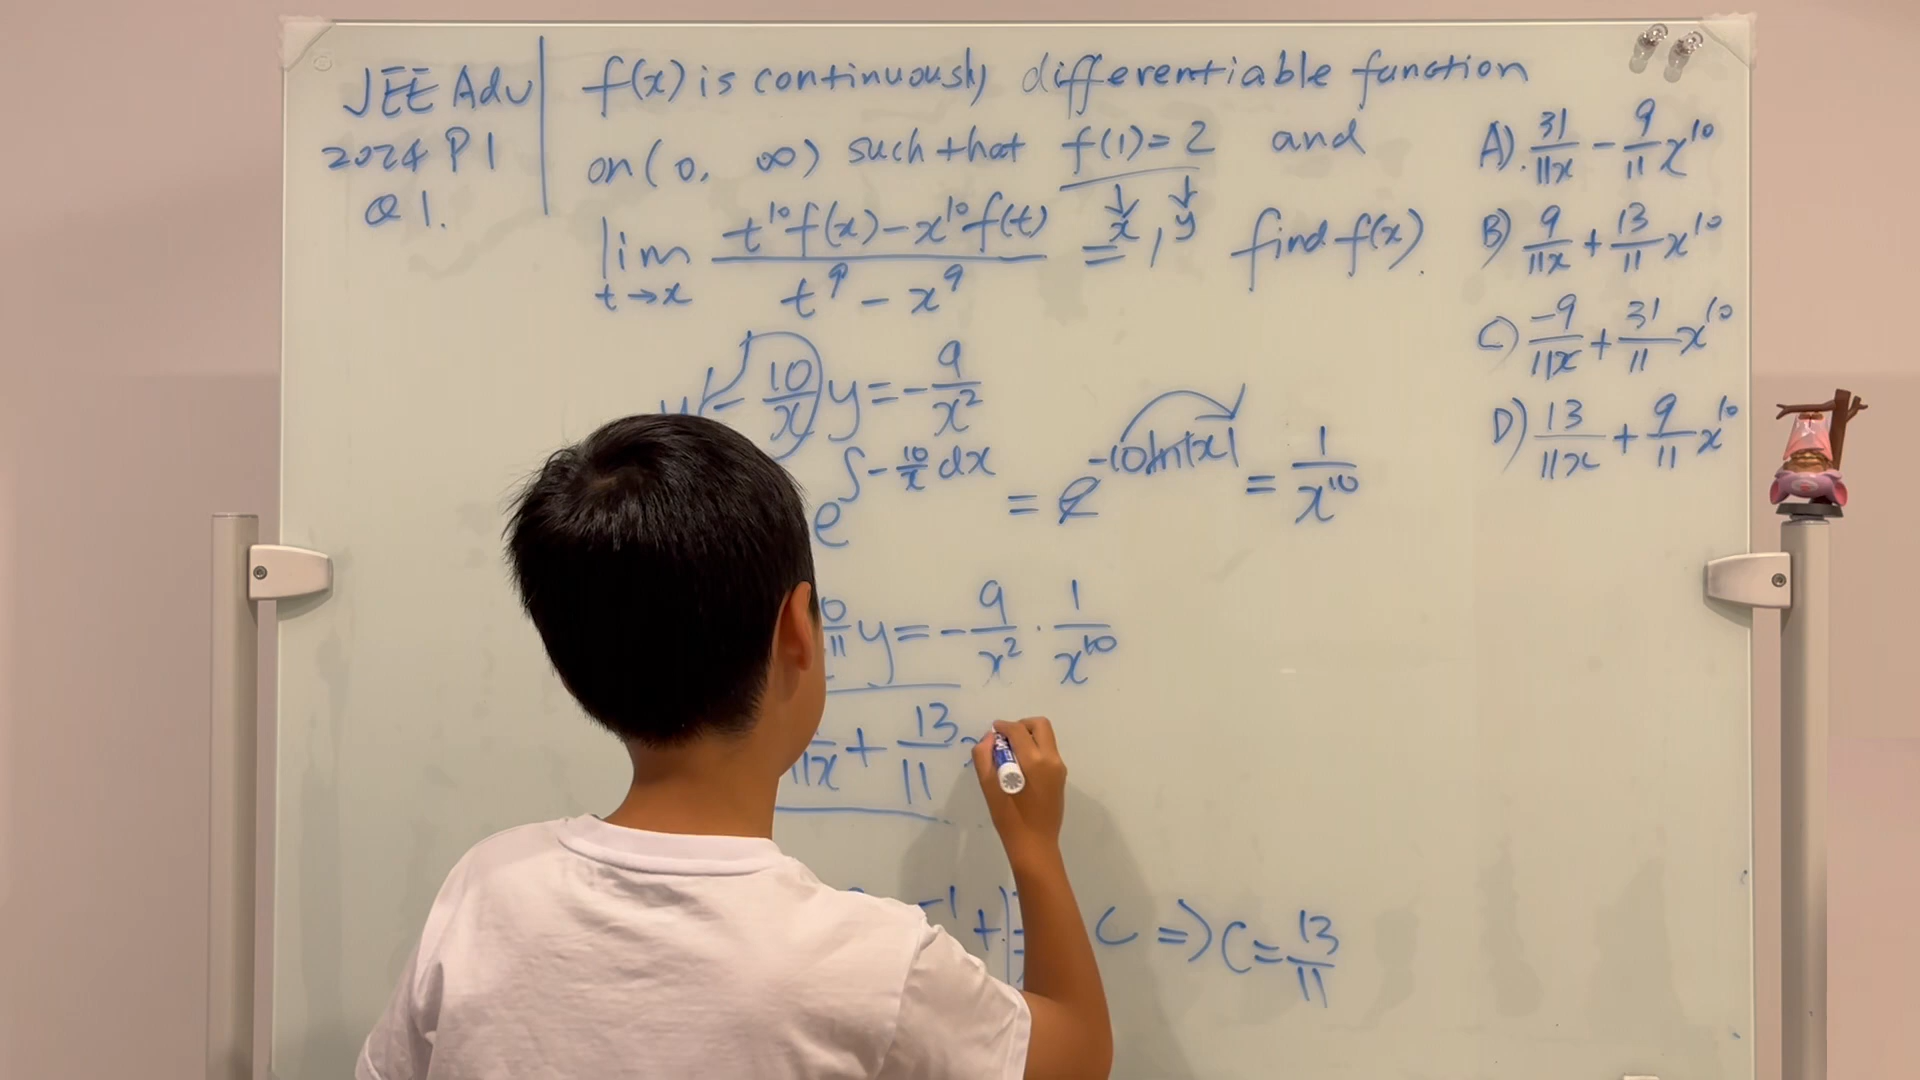 JEE Adv
2024 P1
Q1.
f(x) is continuously differentiable function
on (0, ∞) such that f(1)=2 and
lim t→x (t^10 f(x) - x^10 f(t)) / (t^9 - x^9) = 1, find f(x).
x y
A). 31/11x - 9/11 x^10
B) 9/11x + 13/11 x^10
C) -9/11x + 31/11 x^10
D) 13/11x + 9/11 x^10
y' - 10/x y = - 9/x^2
e^∫-10/x dx = e^-10ln|x| = 1/x^10
y = - 9/x^2 · 1/x^10
11x + 13/11
C => C = 13/11